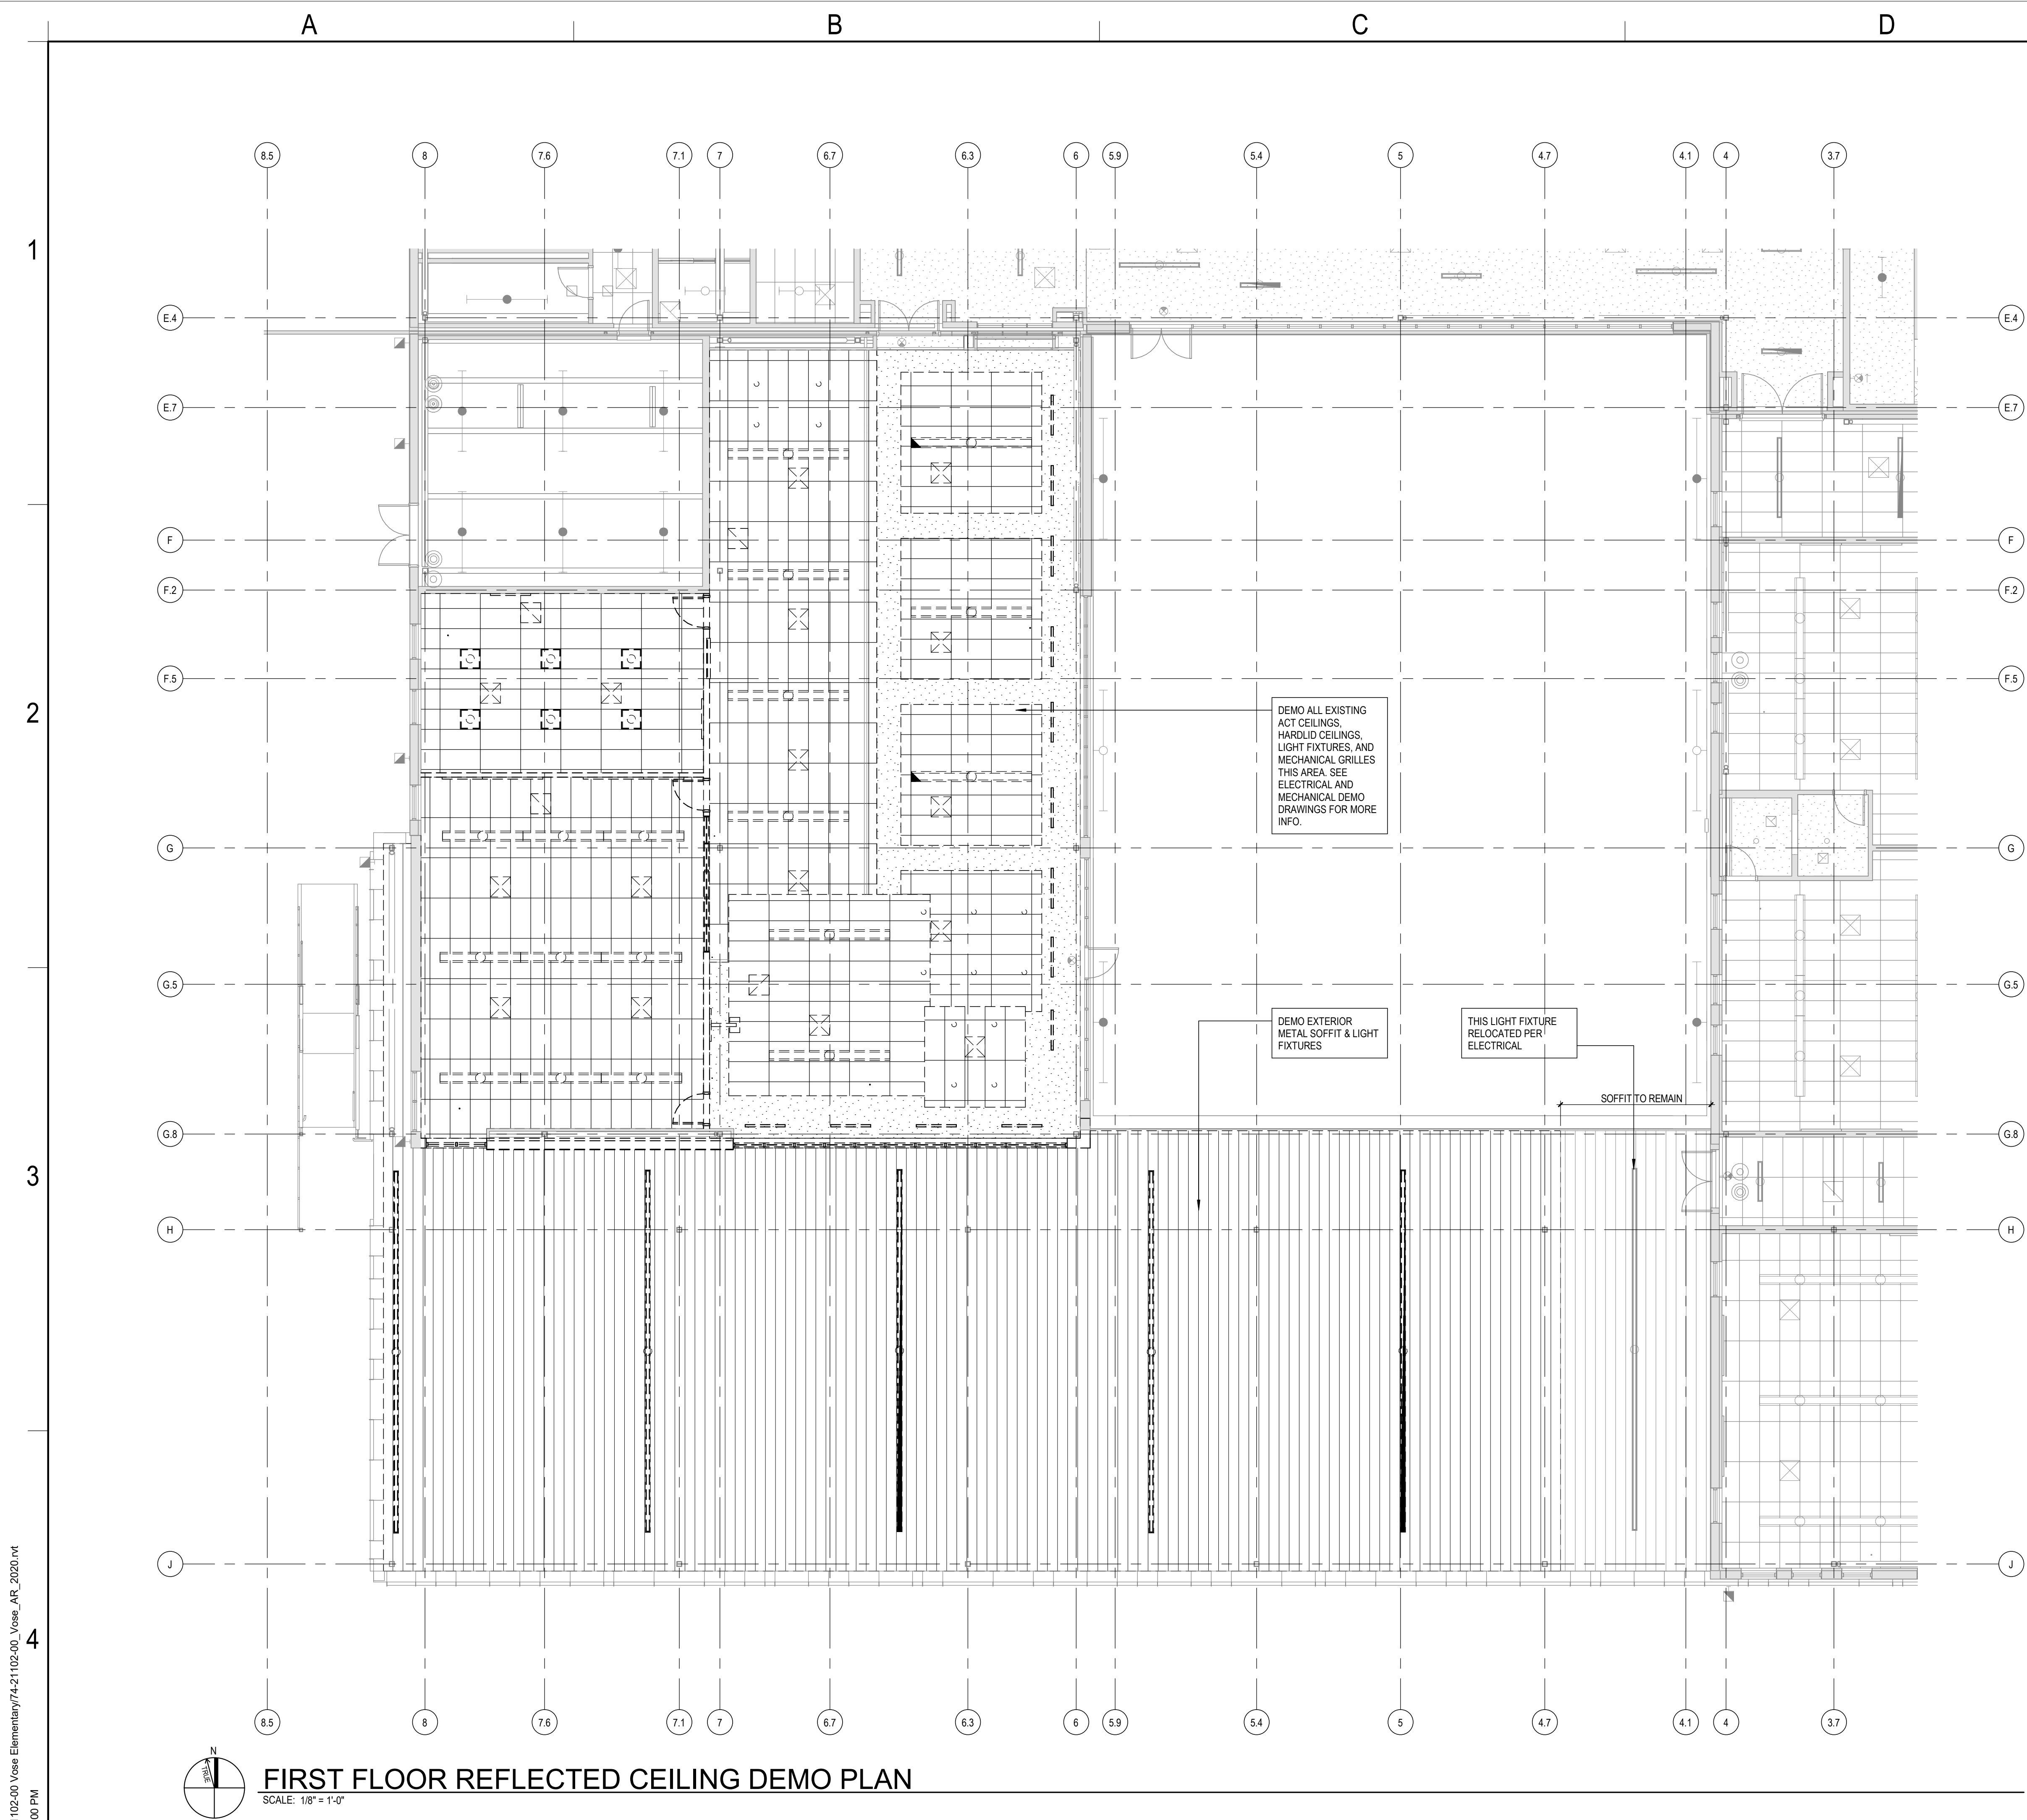 A B C D
8.5 8 7.6 7.1 7 6.7 6.3 6 5.9 5.4 5 4.7 4.1 4 3.7
1
E.4 E.4
E.7 E.7
F F
F.2 F.2
F.5 F.5
2
DEMO ALL EXISTING
ACT CEILINGS,
HARDLID CEILINGS,
LIGHT FIXTURES, AND
MECHANICAL GRILLES
THIS AREA. SEE
ELECTRICAL AND
MECHANICAL DEMO
DRAWINGS FOR MORE
INFO.
G G
G.5 G.5
DEMO EXTERIOR
METAL SOFFIT & LIGHT
FIXTURES
THIS LIGHT FIXTURE
RELOCATED PER
ELECTRICAL
SOFFIT TO REMAIN
G.8 G.8
3
H H
J J
4
8.5 8 7.6 7.1 7 6.7 6.3 6 5.9 5.4 5 4.7 4.1 4 3.7
N
TRUE
FIRST FLOOR REFLECTED CEILING DEMO PLAN
SCALE: 1/8" = 1'-0"
102-00 Vose Elementary/74-21102-00_Vose_AR_2020.rvt
00 PM